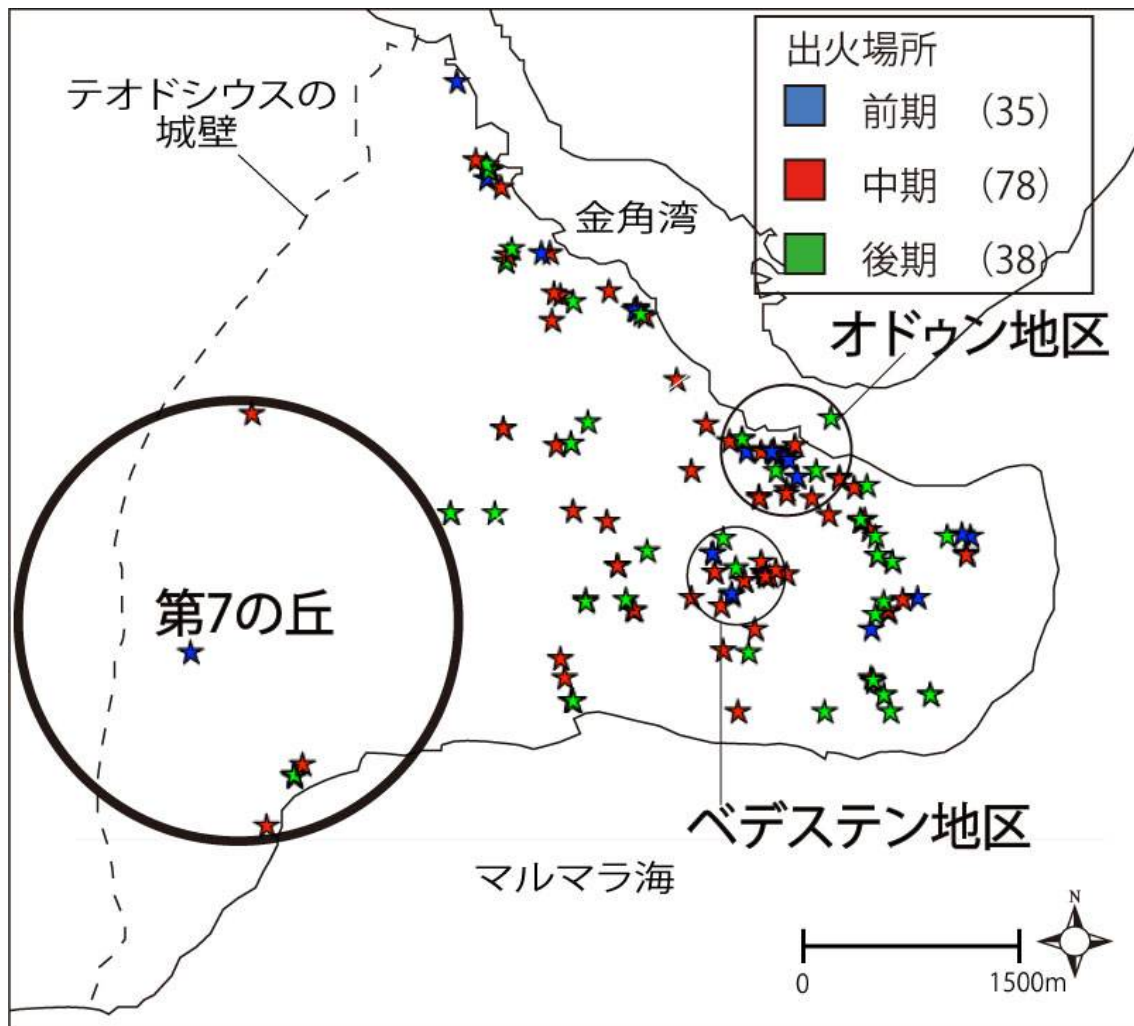 出火場所
前期 （35）
中期 （78）
後期 （38）
テオドシウスの
城壁
金角湾
オドゥン地区
第7の丘
ベデステン地区
マルマラ海
N
0 1500m